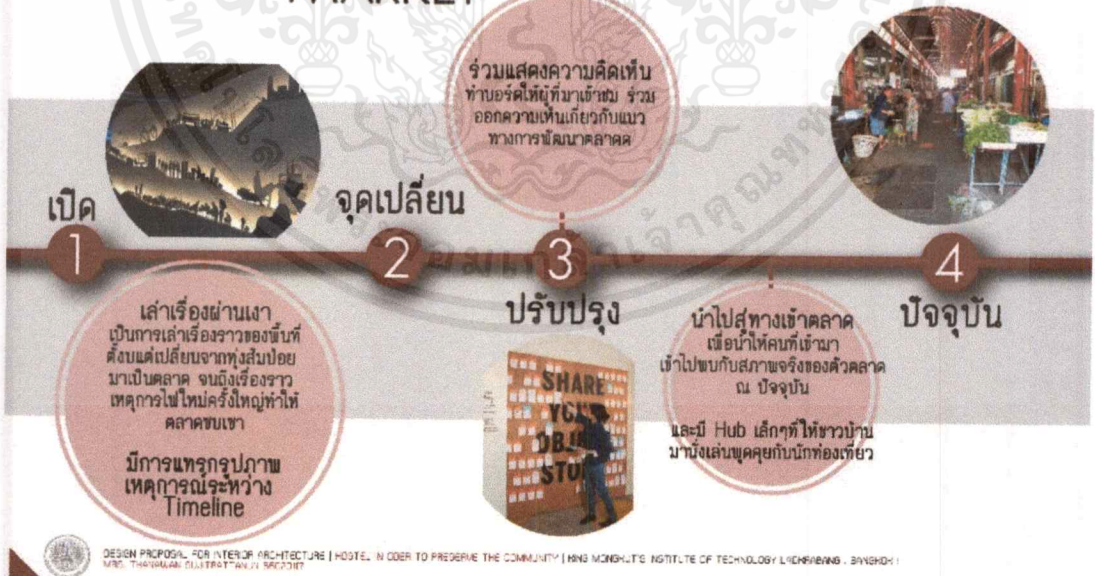 เปิด
1
เล่าเรื่องผ่านเงา
เป็นการเล่าเรื่องราวของพื้นที่
ตั้งแต่เปลี่ยนจากทุ่งส้มป่อย
มาเป็นตลาด จนถึงเรื่องราว
เหตุการไฟไหม่ครั้งใหญ่ทำให้
ตลาดซบเซา
มีการแทรกรูปภาพ
เหตุการณ์ระหว่าง
Timeline
จุดเปลี่ยน
2
ร่วมแสดงความคิดเห็น
ทำบอร์ดให้ผู้ที่มาเข้าชม ร่วม
ออกความเห็นเกี่ยวกับแนว
ทางการพัฒนาตลาดด
3
ปรับปรุง
SHARE
YOUR
STO
นำไปสู่ทางเข้าตลาด
เพื่อนำให้คนที่เข้ามา
เข้าไปพบกับสภาพจริงของตัวตลาด
ณ ปัจจุบัน
และมี Hub เล็กๆที่ให้ชาวบ้าน
มานั่งเล่นพูดคุยกับนักท่องเที่ยว
4
ปัจจุบัน
DESIGN PROPOSAL FOR INTERIOR ARCHITECTURE | HOSTEL IN ODER TO PRESERVE THE COMMUNITY | KING MONGKUT'S INSTITUTE OF TECHNOLOGY LADKRABANG , BANGKOK